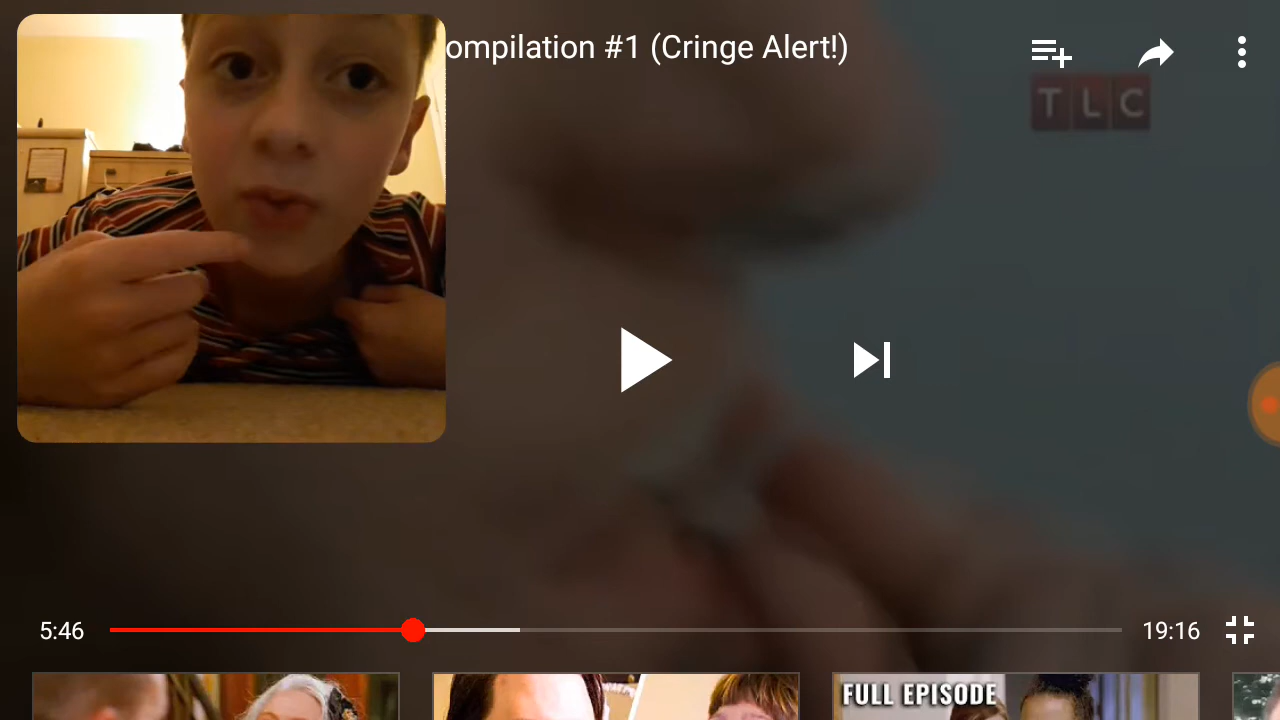 ompilation #1 (Cringe Alert!)
TLC
5:46
19:16
FULL EPISODE